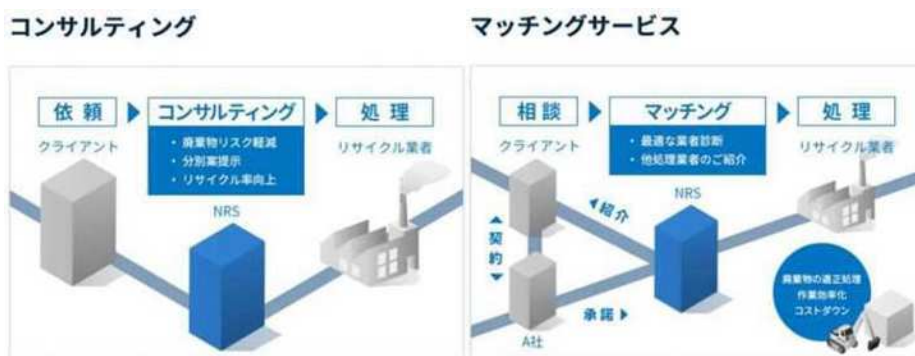 コンサルティング
依頼
コンサルティング
処理
クライアント
・廃棄物リスク軽減
・分別案提示
・リサイクル率向上
リサイクル業者
NRS
マッチングサービス
相談
マッチング
処理
クライアント
・最適な業者診断
・他処理業者のご紹介
リサイクル業者
NRS
紹介
契約
承諾
A社
廃棄物の適正処理
作業効率化
コストダウン